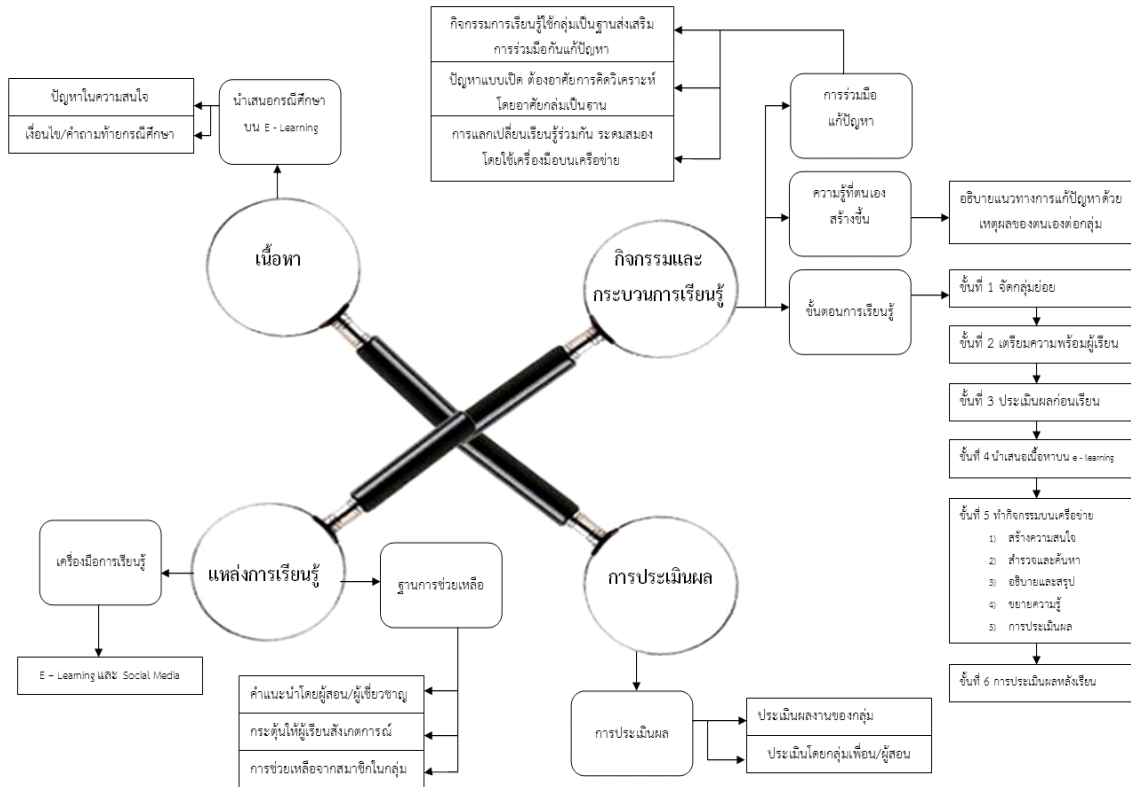 กิจกรรมการเรียนรู้ใช้กลุ่มเป็นฐานส่งเสริม
การร่วมมือกันแก้ปัญหา
ปัญหาแบบเปิด ต้องอาศัยการคิดวิเคราะห์
โดยอาศัยกลุ่มเป็นฐาน
การแลกเปลี่ยนเรียนรู้ร่วมกัน ระดมสมอง
โดยใช้เครื่องมือบนเครือข่าย
การร่วมมือ
แก้ปัญหา
ปัญหาในความสนใจ
เงื่อนไข/คำถามท้ายกรณีศึกษา
นำเสนอกรณีศึกษา
บน E - Learning
ความรู้ที่ตนเอง
สร้างขึ้น
อธิบายแนวทางการแก้ปัญหาด้วย
เหตุผลของตนเองต่อกลุ่ม
เนื้อหา
กิจกรรมและ
กระบวนการเรียนรู้
ขั้นตอนการเรียนรู้
ขั้นที่ 1 จัดกลุ่มย่อย
ขั้นที่ 2 เตรียมความพร้อมผู้เรียน
ขั้นที่ 3 ประเมินผลก่อนเรียน
ขั้นที่ 4 นำเสนอเนื้อหาบน e - learning
ขั้นที่ 5 ทำกิจกรรมบนเครือข่าย
1) สร้างความสนใจ
2) สำรวจและค้นหา
3) อธิบายและสรุป
4) ขยายความรู้
5) การประเมินผล
ขั้นที่ 6 การประเมินผลหลังเรียน
เครื่องมือการเรียนรู้
แหล่งการเรียนรู้
ฐานการช่วยเหลือ
การประเมินผล
E – Learning และ Social Media
คำแนะนำโดยผู้สอน/ผู้เชี่ยวชาญ
กระตุ้นให้ผู้เรียนสังเกตการณ์
การช่วยเหลือจากสมาชิกในกลุ่ม
การประเมินผล
ประเมินผลงานของกลุ่ม
ประเมินโดยกลุ่มเพื่อน/ผู้สอน